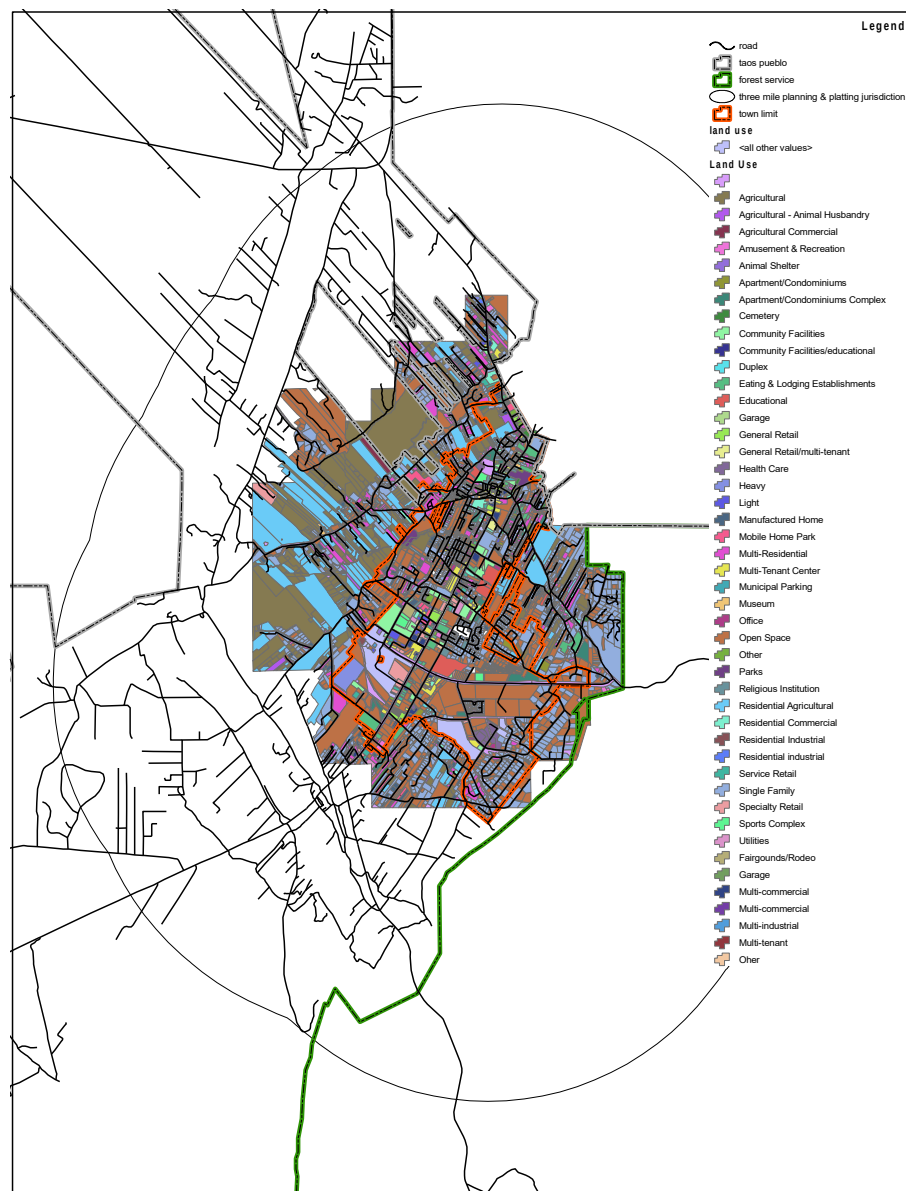 Legend
road
taos pueblo
forest service
three mile planning & platting jurisdiction
town limit
land use
<all other values>
Land Use
Agricultural
Agricultural - Animal Husbandry
Agricultural Commercial
Amusement & Recreation
Animal Shelter
Apartment/Condominiums
Apartment/Condominiums Complex
Cemetery
Community Facilities
Community Facilities/educational
Duplex
Eating & Lodging Establishments
Educational
Garage
General Retail
General Retail/multi-tenant
Health Care
Heavy
Light
Manufactured Home
Mobile Home Park
Multi-Residential
Multi-Tenant Center
Municipal Parking
Museum
Office
Open Space
Other
Parks
Religious Institution
Residential Agricultural
Residential Commercial
Residential Industrial
Residential industrial
Service Retail
Single Family
Specialty Retail
Sports Complex
Utilities
Fairgounds/Rodeo
Garage
Multi-commercial
Multi-commercial
Multi-industrial
Multi-tenant
Oher